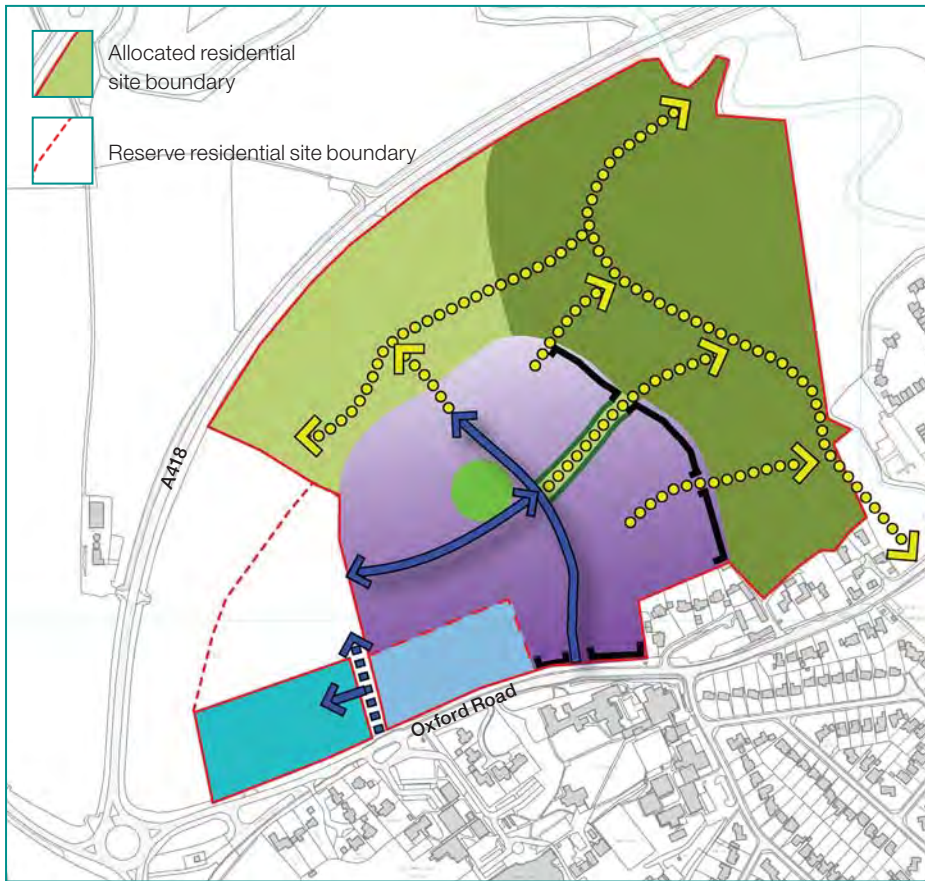 Allocated residential
site boundary
Reserve residential site boundary
A418
Oxford Road